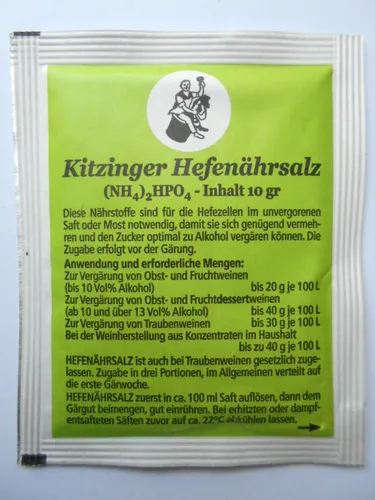 Kitzinger Hefenährsalz
(NH₄)₂HPO₄ - Inhalt 10 gr
Diese Nährstoffe sind für die Hefezellen im unvergorenen
Saft oder Most notwendig, damit sie sich genügend vermeh-
ren und den Zucker optimal zu Alkohol vergären können. Die
Zugabe erfolgt vor der Gärung.
Anwendung und erforderliche Mengen:
Zur Vergärung von Obst- und Fruchtweinen
(bis 10 Vol% Alkohol) bis 20 g je 100 L
Zur Vergärung von Obst- und Fruchtdessertweinen
(ab 10 und über 13 Vol% Alkohol) bis 40 g je 100 L
Zur Vergärung von Traubenweinen bis 30 g je 100 L
Bei der Weinherstellung aus Konzentraten im Haushalt
bis zu 40 g je 100 L
HEFENÄHRSALZ ist auch bei Traubenweinen gesetzlich zuge-
lassen. Zugabe in drei Portionen, im Allgemeinen verteilt auf
die erste Gärwoche.
HEFENÄHRSALZ zuerst in ca. 100 ml Saft auflösen, dann dem
Gärgut beimengen, gut einrühren. Bei erhitzten oder dampf-
entsafteten Säften zuvor auf ca. 22°C abkühlen lassen.